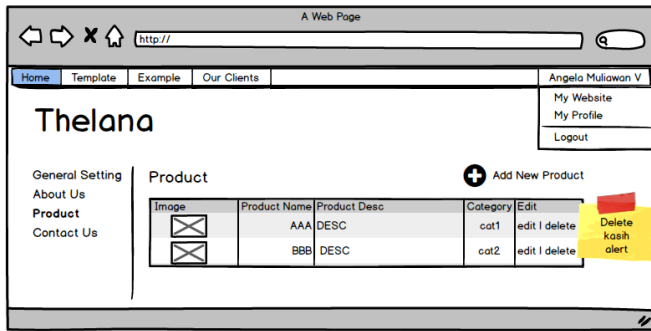 A Web Page
http://
Home Template Example Our Clients Angela Muliawan V
My Website
My Profile
Logout
Thelana
General Setting
About Us
Product
Contact Us
Product
Add New Product
Image Product Name Product Desc Category Edit
AAA DESC cat1 edit | delete
BBB DESC cat2 edit | delete
Delete
kasih
alert